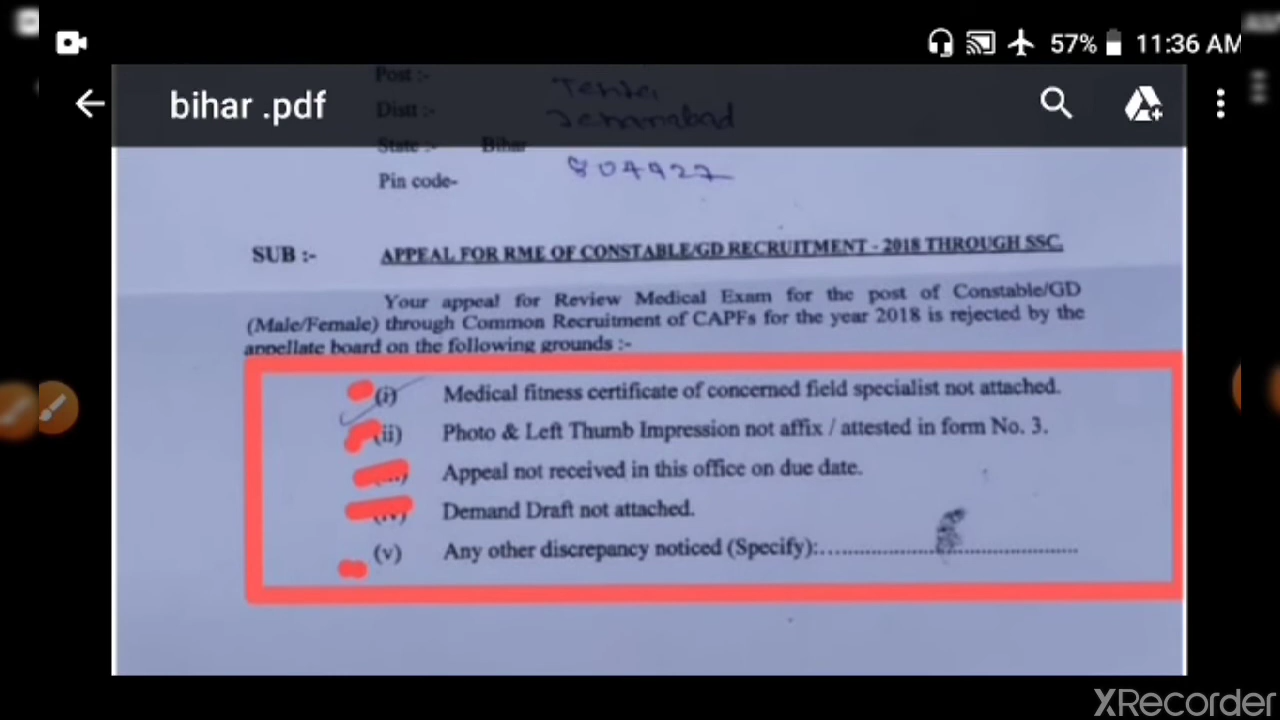 57% 11:36 AM
bihar .pdf
Post :-
Distt :-
State :- Bihar
Pin code- 804427
SUB :- APPEAL FOR RME OF CONSTABLE/GD RECRUITMENT - 2018 THROUGH SSC.
Your appeal for Review Medical Exam for the post of Constable/GD
(Male/Female) through Common Recruitment of CAPFs for the year 2018 is rejected by the
appellate board on the following grounds :-
(i) Medical fitness certificate of concerned field specialist not attached.
(ii) Photo & Left Thumb Impression not affix / attested in form No. 3.
Appeal not received in this office on due date.
(iv) Demand Draft not attached.
(v) Any other discrepancy noticed (Specify):........................................
XRecorder